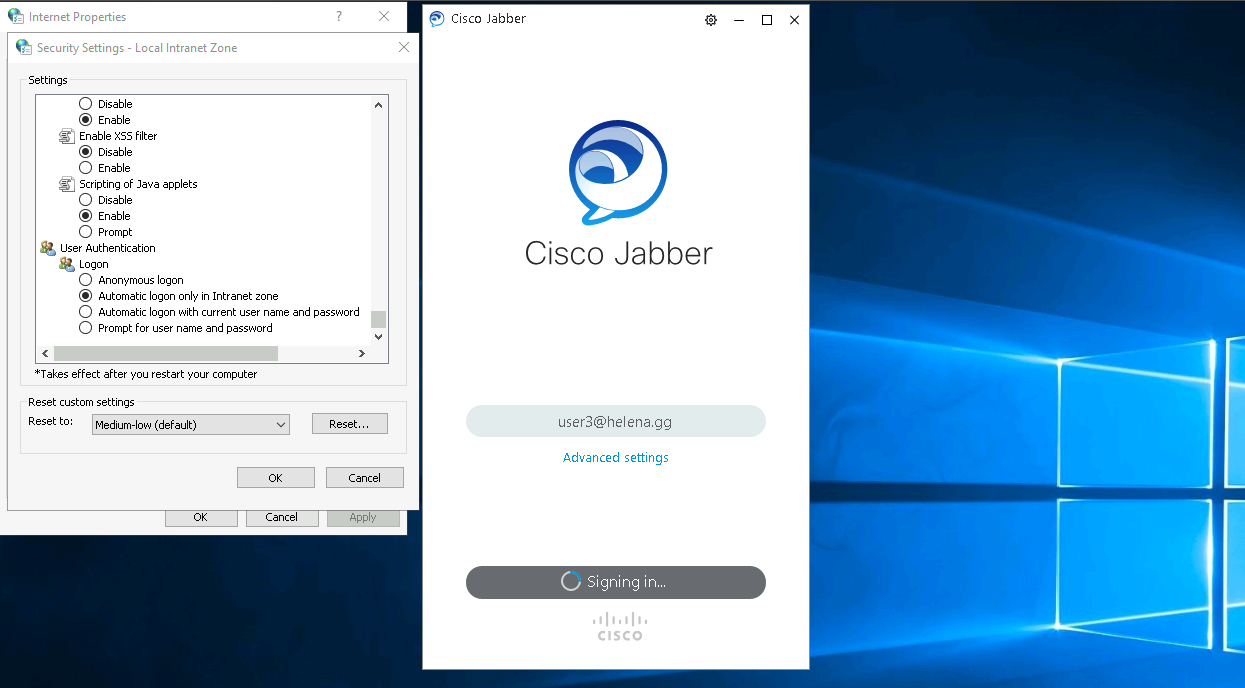 Internet Properties
?
Security Settings - Local Intranet Zone
Settings
Disable
Enable
Enable XSS filter
Disable
Enable
Scripting of Java applets
Disable
Enable
Prompt
User Authentication
Logon
Anonymous logon
Automatic logon only in Intranet zone
Automatic logon with current user name and password
Prompt for user name and password
*Takes effect after you restart your computer
Reset custom settings
Reset to:
Medium-low (default)
Reset...
OK
Cancel
OK
Cancel
Apply
Cisco Jabber
Cisco Jabber
user3@helena.gg
Advanced settings
Signing in...
CISCO